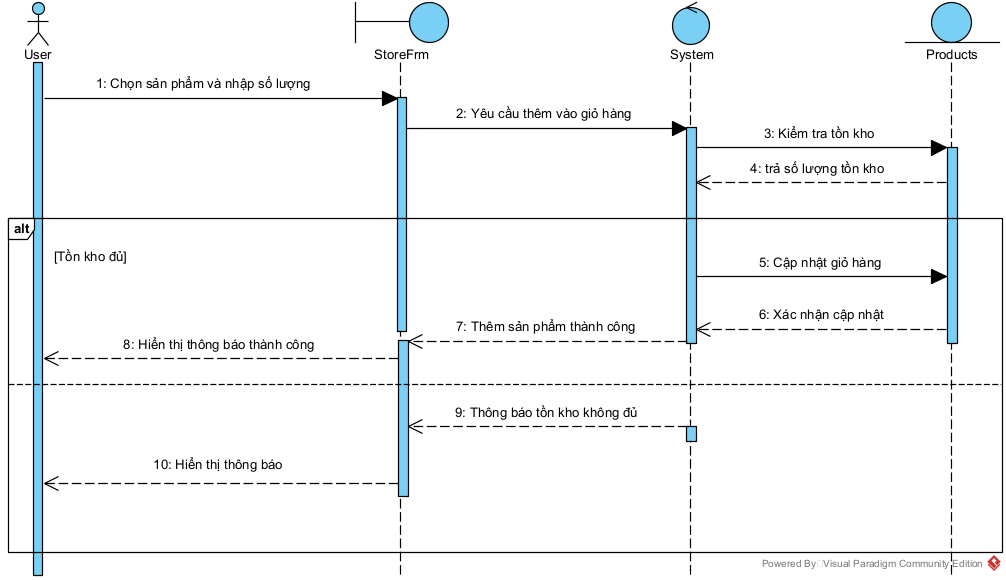 User
StoreFrm
System
Products
1: Chọn sản phẩm và nhập số lượng
2: Yêu cầu thêm vào giỏ hàng
3: Kiểm tra tồn kho
4: trả số lượng tồn kho
alt
[Tồn kho đủ]
5: Cập nhật giỏ hàng
6: Xác nhận cập nhật
7: Thêm sản phẩm thành công
8: Hiển thị thông báo thành công
9: Thông báo tồn kho không đủ
10: Hiển thị thông báo
Powered By Visual Paradigm Community Edition